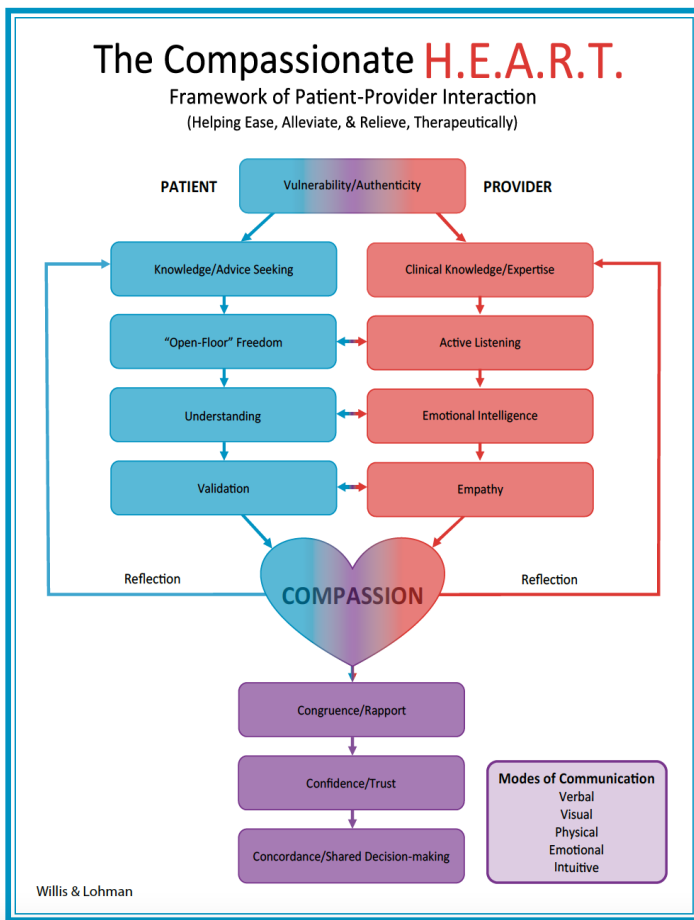 The Compassionate H.E.A.R.T.
Framework of Patient-Provider Interaction
(Helping Ease, Alleviate, & Relieve, Therapeutically)
PATIENT
Vulnerability/Authenticity
PROVIDER
Knowledge/Advice Seeking
Clinical Knowledge/Expertise
“Open-Floor” Freedom
Active Listening
Understanding
Emotional Intelligence
Validation
Empathy
Reflection
COMPASSION
Reflection
Congruence/Rapport
Confidence/Trust
Concordance/Shared Decision-making
Modes of Communication
Verbal
Visual
Physical
Emotional
Intuitive
Willis & Lohman